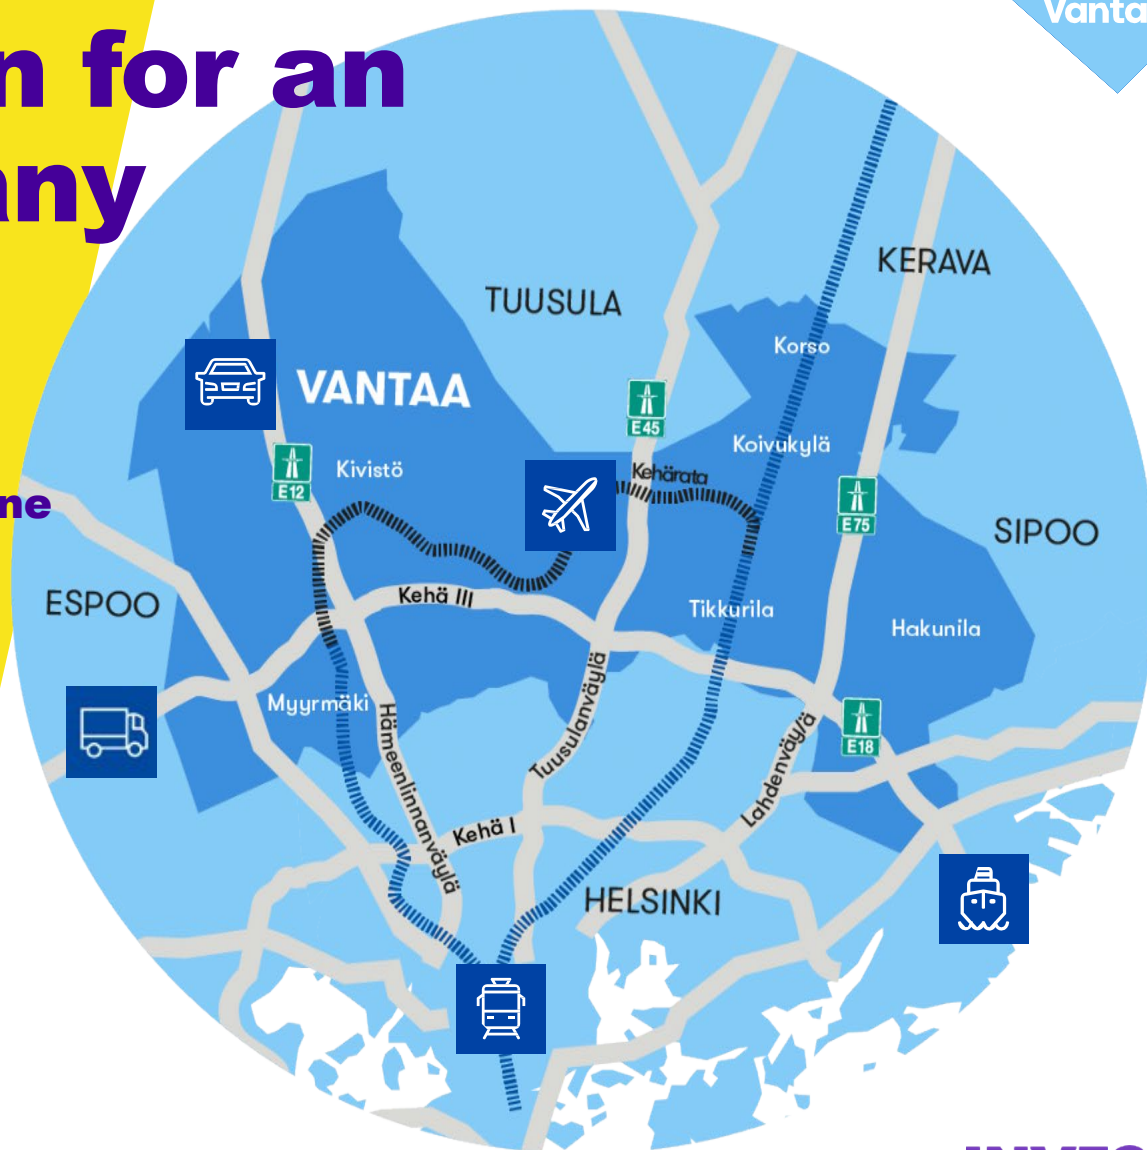 Vanta
n for an
any
KERAVA
TUUSULA
Korso
VANTAA
E45
Koivukylä
Kivistö
Kehärata
E12
E75
ne
SIPOO
ESPOO
Kehä III
Tikkurila
Hakunila
Myyrmäki
Hämeenlinnanväylä
Tuusulanväylä
Lahdenväylä
E18
Kehä I
HELSINKI